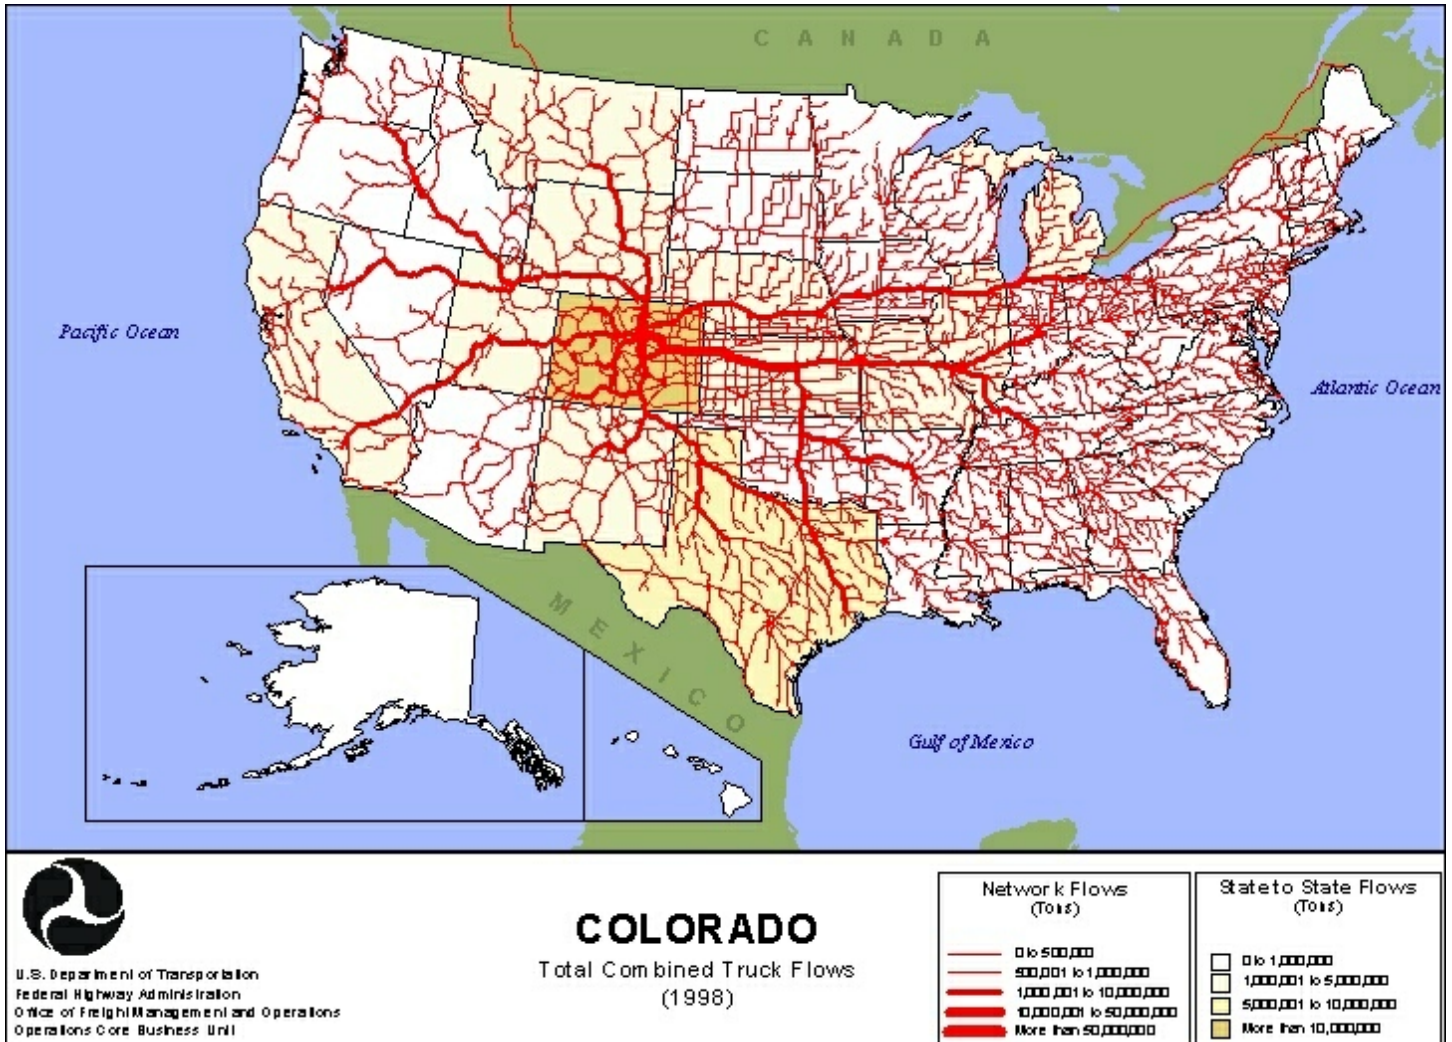 CANADA
Pacific Ocean
Atlantic Ocean
MEXICO
Gulf of Mexico
U.S. Department of Transportation
Federal Highway Administration
Office of Freight Management and Operations
Operations Core Business Unit
COLORADO
Total Combined Truck Flows
(1998)
Network Flows
(Tons)
0 to 500,000
500,001 to 1,000,000
1,000,001 to 10,000,000
10,000,001 to 50,000,000
More than 50,000,000
State to State Flows
(Tons)
0 to 1,000,000
1,000,001 to 5,000,000
5,000,001 to 10,000,000
More than 10,000,000